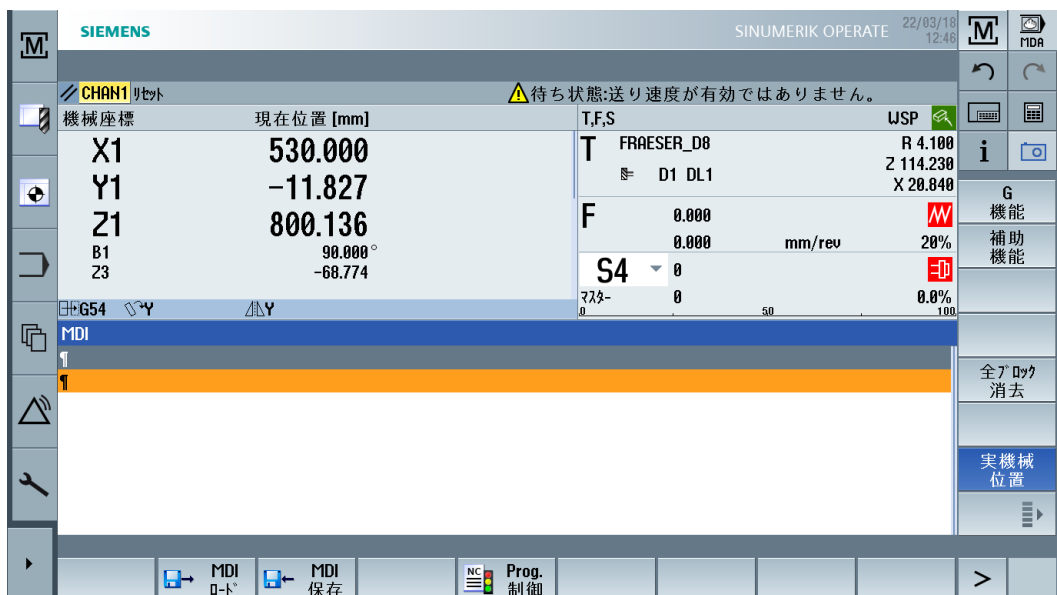 SIEMENS
SINUMERIK OPERATE
22/03/18
12:46
M
M
MDA
CHAN1 ﾘｾｯﾄ
待ち状態:送り速度が有効ではありません。
機械座標 現在位置 [mm]
X1 530.000
Y1 -11.827
Z1 800.136
B1 90.000°
Z3 -68.774
G54 Y Y
T,F,S WSP
T FRAESER_D8 R 4.100
Z 114.230
D1 DL1 X 20.840
F 0.000
0.000 mm/rev 20%
S4 0
ﾏｽﾀｰ 0 0.0%
0 50 100
MDI
¶
¶
i
G
機能
補助
機能
全ﾌﾞﾛｯｸ
消去
実機械
位置
MDI
ﾛｰﾄﾞ
MDI
保存
NC
Prog.
制御
>